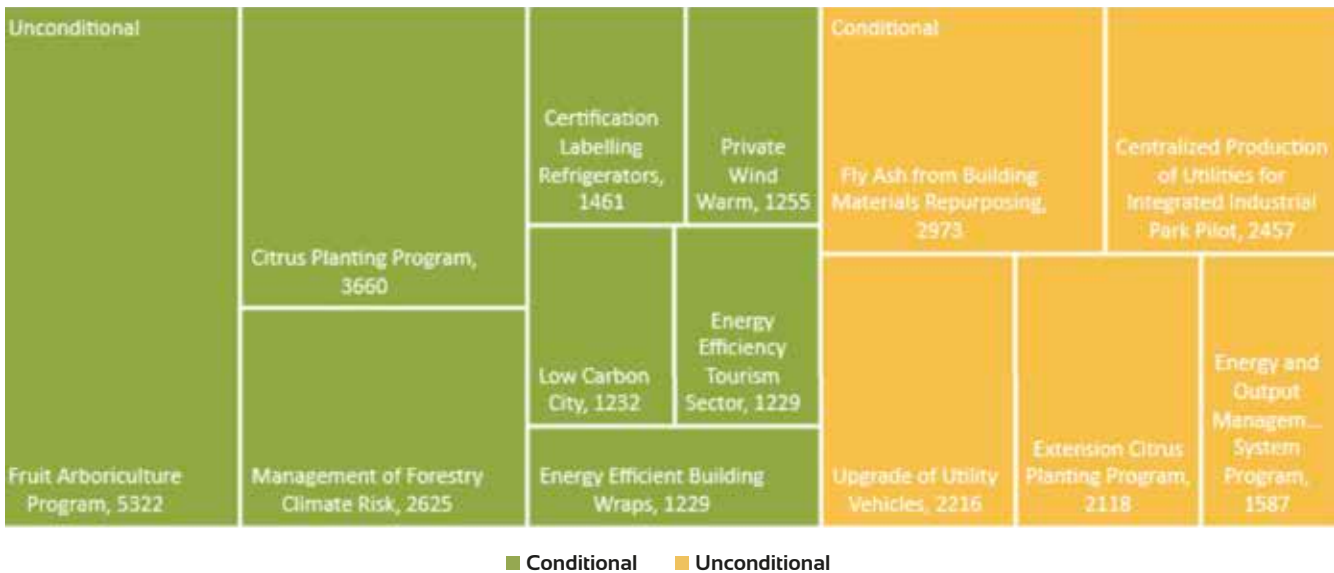 Unconditional
Fruit Arboriculture
Program, 5322
Citrus Planting Program,
3660
Management of Forestry
Climate Risk, 2625
Certification
Labelling
Refrigerators,
1461
Private
Wind
Warm, 1255
Low Carbon
City, 1232
Energy
Efficiency
Tourism
Sector, 1229
Energy Efficient Building
Wraps, 1229
Conditional
Fly Ash from Building
Materials Repurposing,
2973
Centralized Production
of Utilities for
Integrated Industrial
Park Pilot, 2457
Upgrade of Utility
Vehicles, 2216
Extension Citrus
Planting Program,
2118
Energy and
Output
Managem...
System
Program,
1587
Conditional
Unconditional